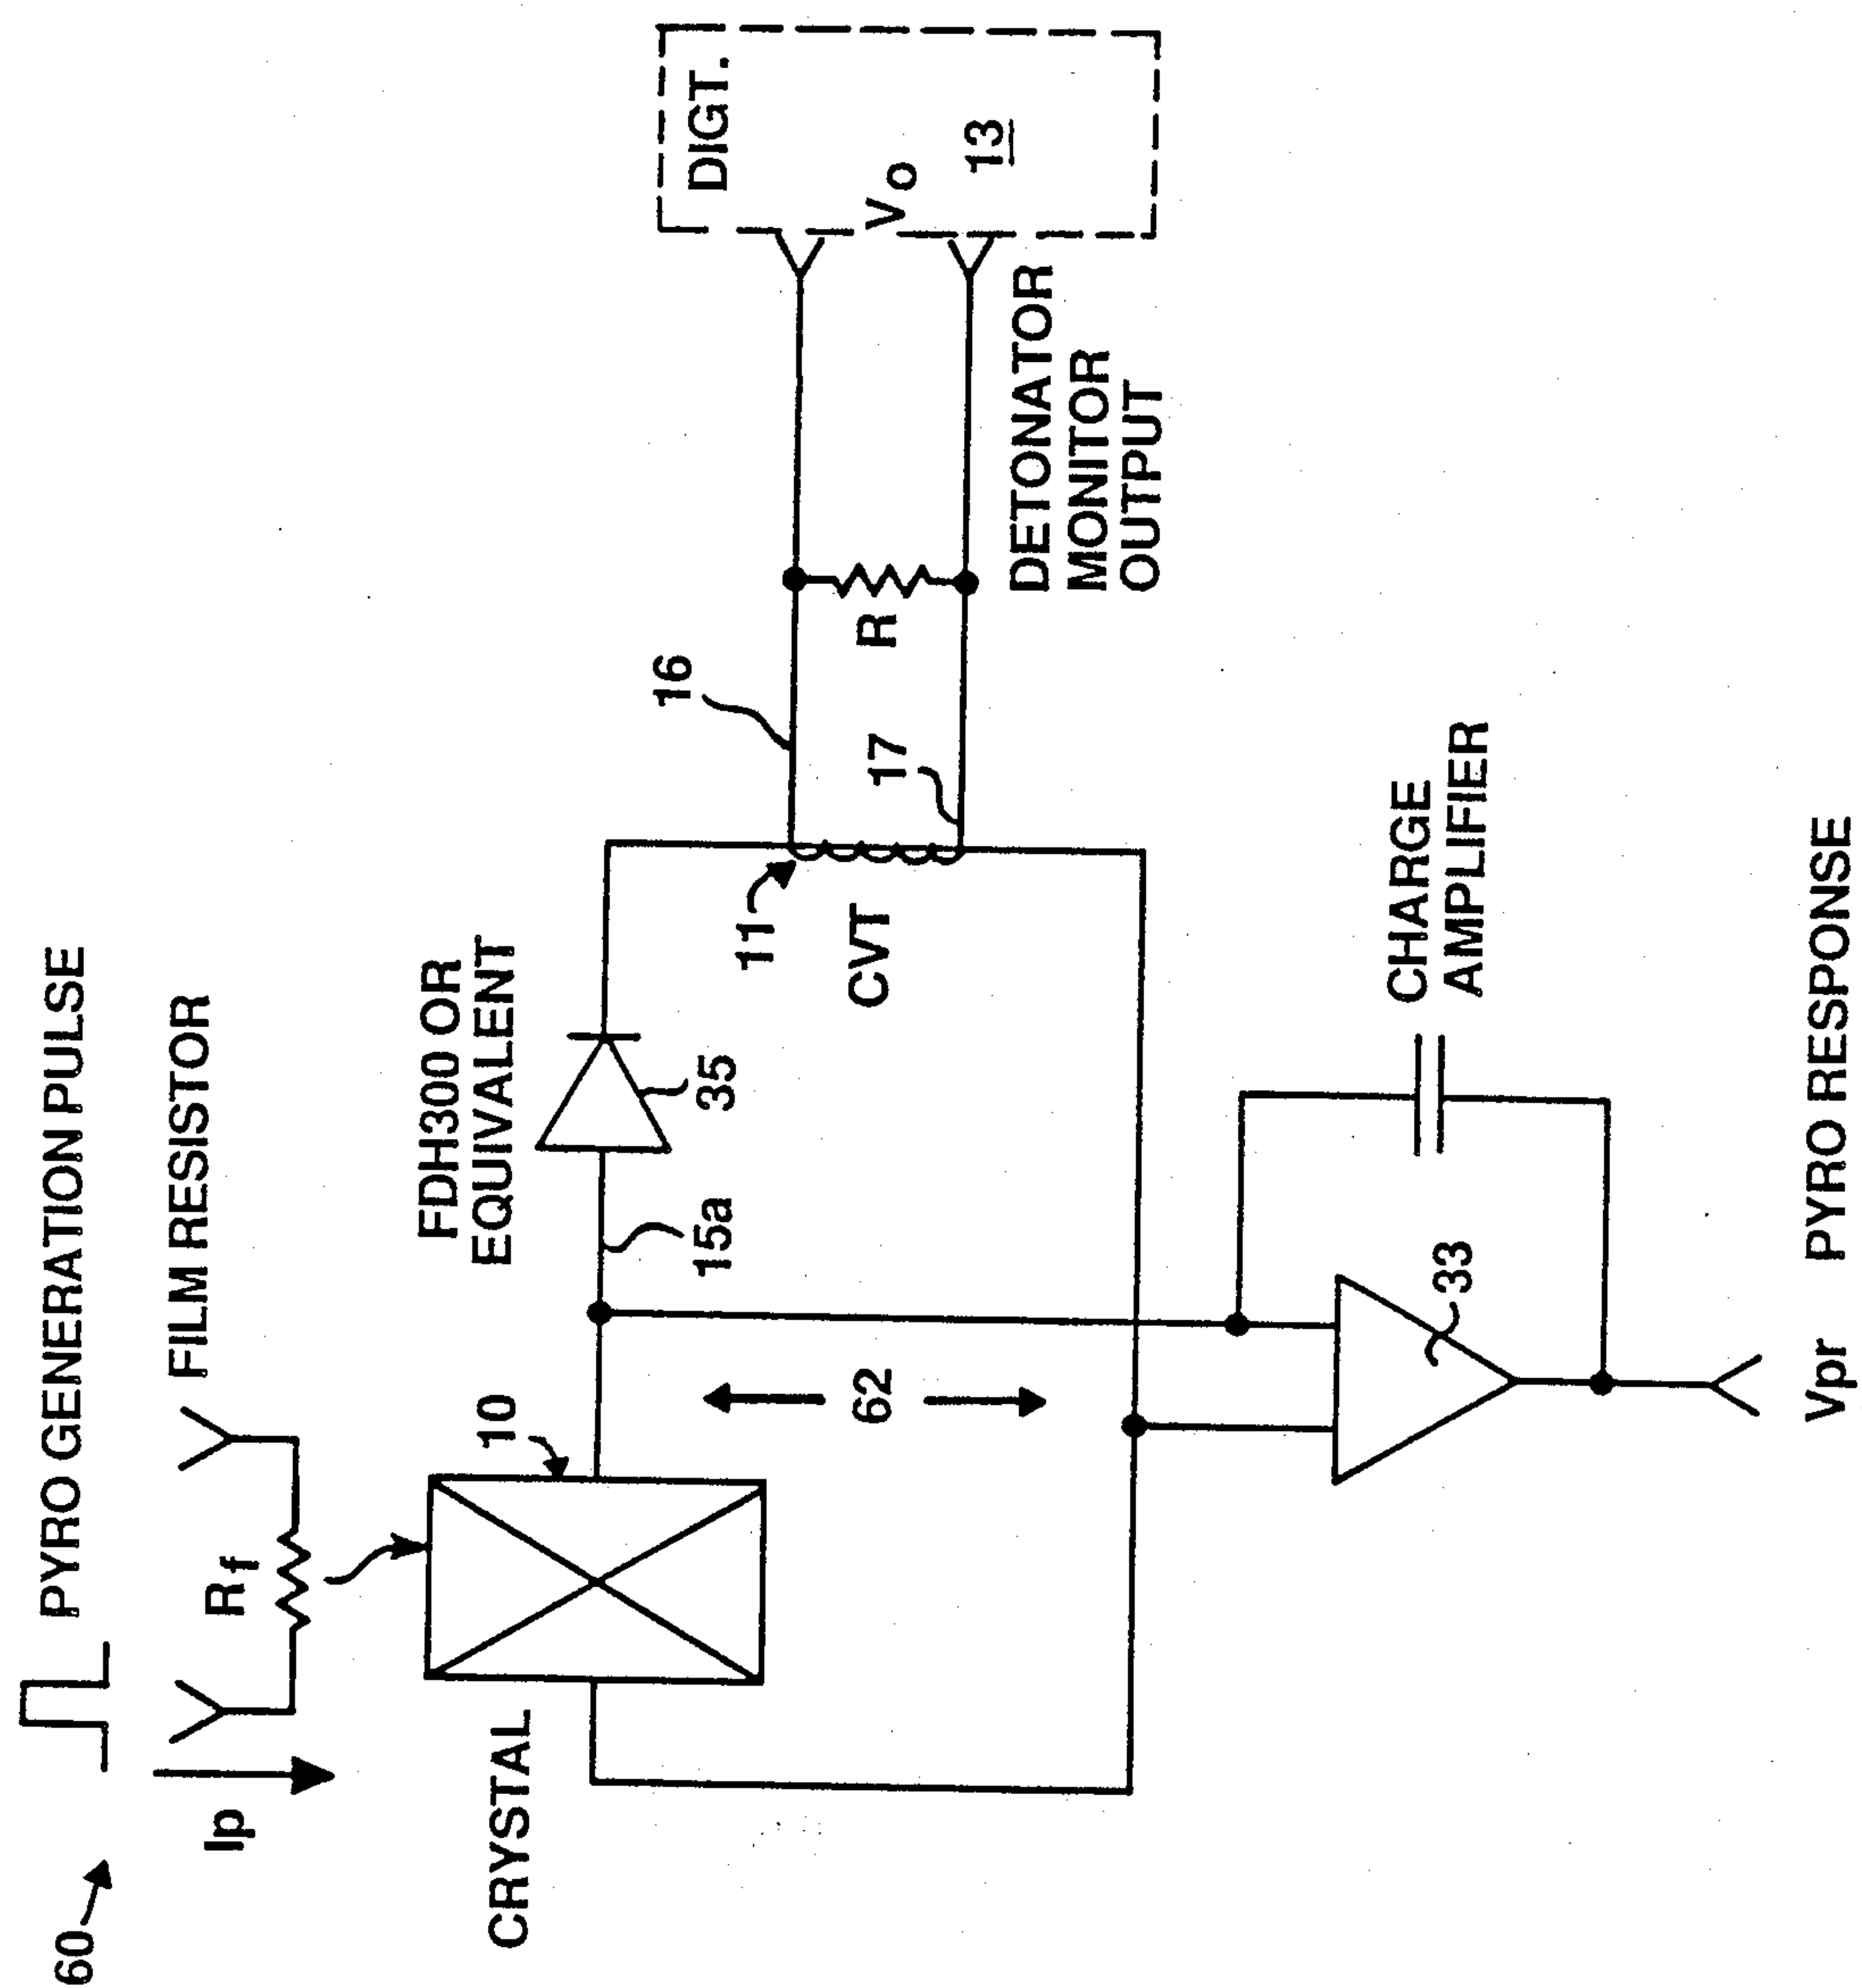 60
PYRO GENERATION PULSE
Ip
Rf
FILM RESISTOR
CRYSTAL
10
FDH300 OR
EQUIVALENT
15a
35
62
11
CVT
16
17
R
DIGT.
Vo
13
DETONATOR
MONITOR
OUTPUT
33
CHARGE
AMPLIFIER
Vpr
PYRO RESPONSE